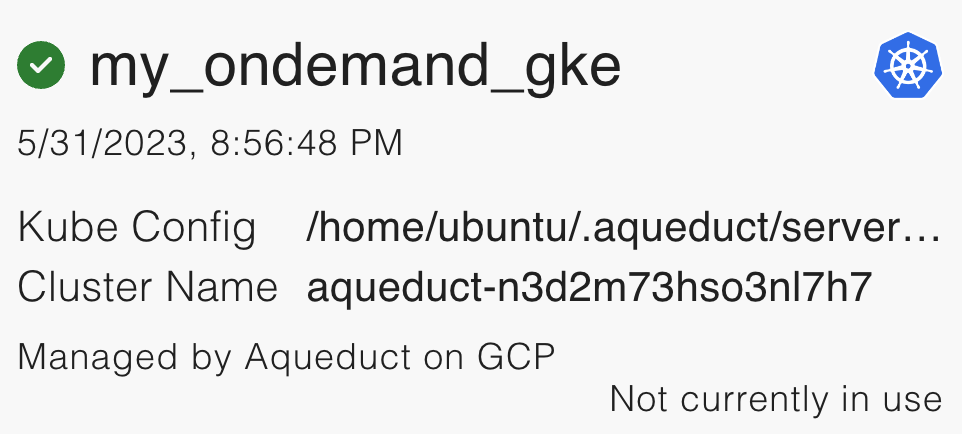 my_ondemand_gke
5/31/2023, 8:56:48 PM
Kube Config /home/ubuntu/.aqueduct/server...
Cluster Name aqueduct-n3d2m73hso3nl7h7
Managed by Aqueduct on GCP
Not currently in use